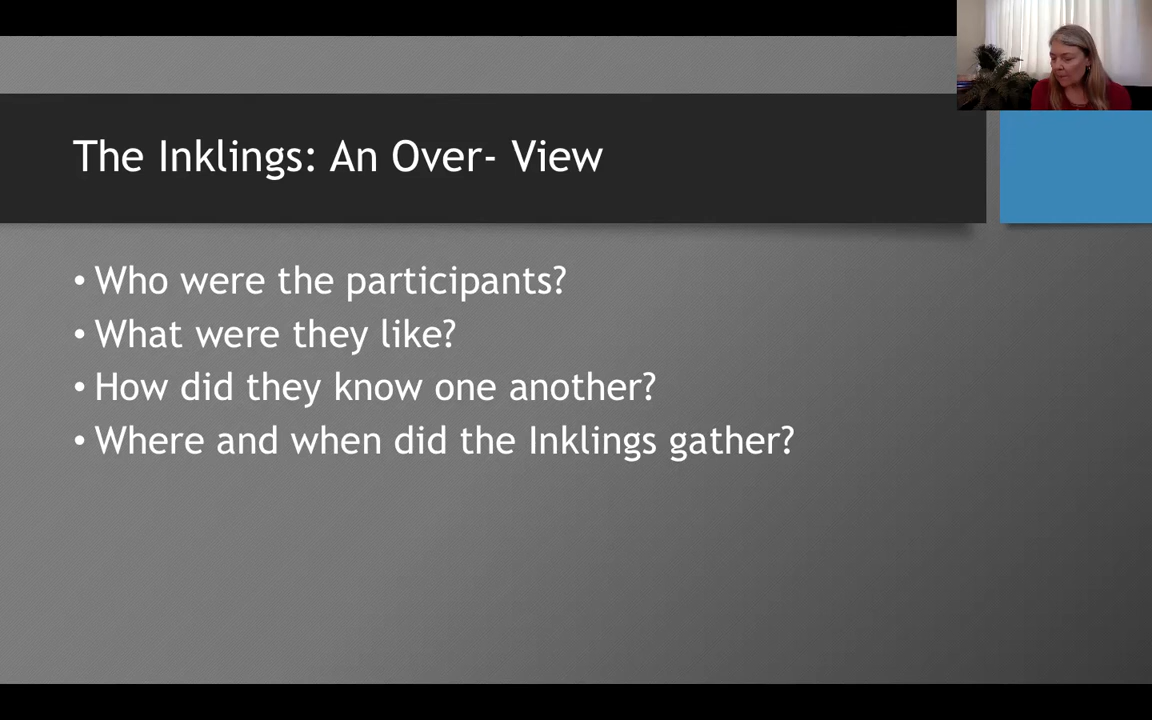 The Inklings: An Over- View
• Who were the participants?
• What were they like?
• How did they know one another?
• Where and when did the Inklings gather?